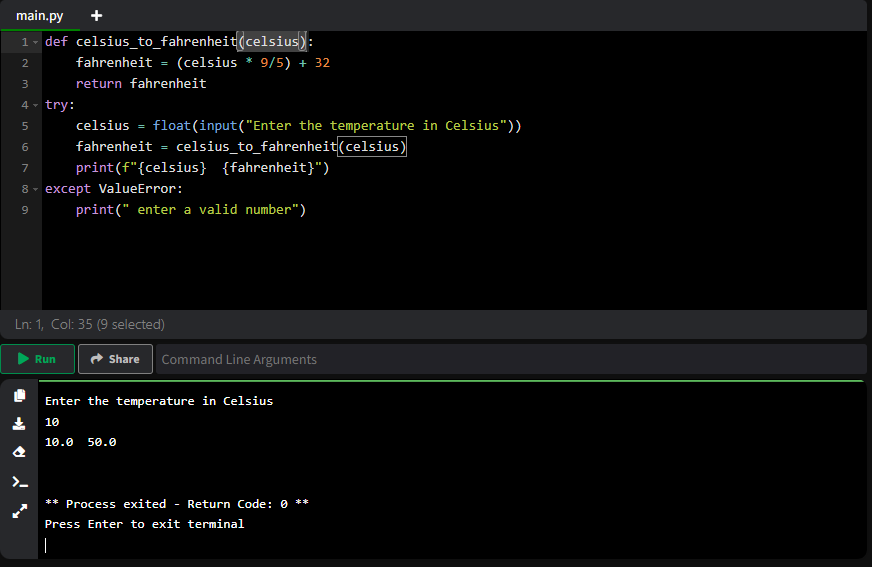 main.py +
1 def celsius_to_fahrenheit(celsius):
2     fahrenheit = (celsius * 9/5) + 32
3     return fahrenheit
4 try:
5     celsius = float(input("Enter the temperature in Celsius"))
6     fahrenheit = celsius_to_fahrenheit(celsius)
7     print(f"{celsius}  {fahrenheit}")
8 except ValueError:
9     print(" enter a valid number")
Ln: 1, Col: 35 (9 selected)
Run Share Command Line Arguments
Enter the temperature in Celsius
10
10.0  50.0
** Process exited - Return Code: 0 **
Press Enter to exit terminal